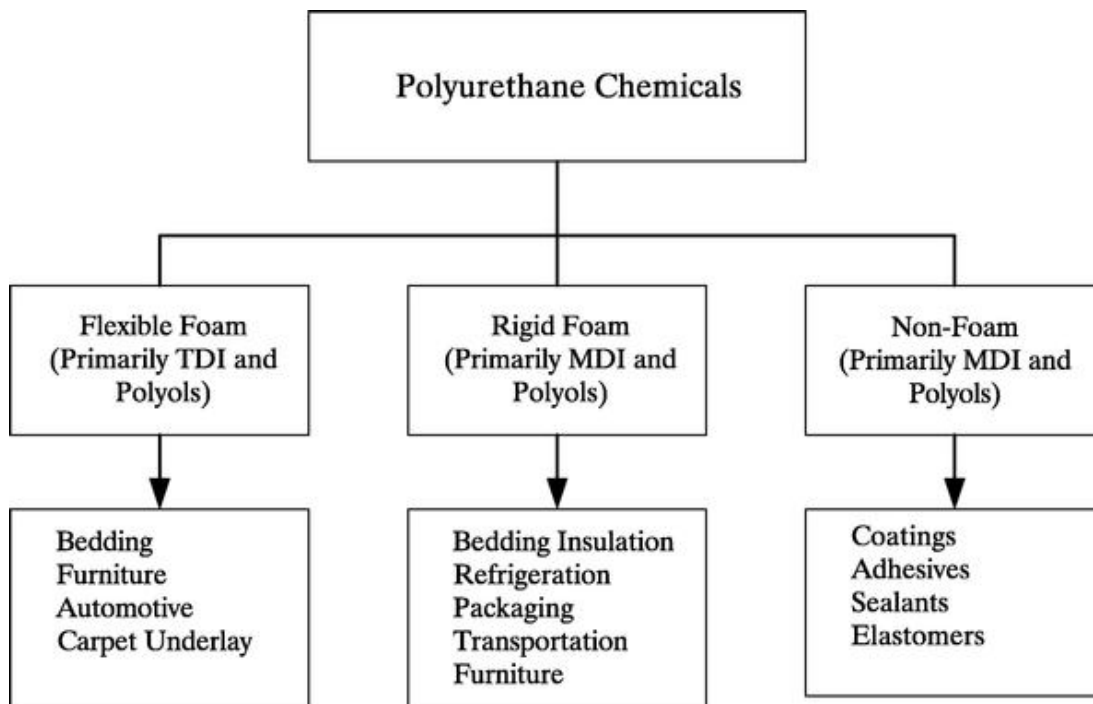 Polyurethane Chemicals
Flexible Foam
(Primarily TDI and
Polyols)
Rigid Foam
(Primarily MDI and
Polyols)
Non-Foam
(Primarily MDI and
Polyols)
Bedding
Furniture
Automotive
Carpet Underlay
Bedding Insulation
Refrigeration
Packaging
Transportation
Furniture
Coatings
Adhesives
Sealants
Elastomers